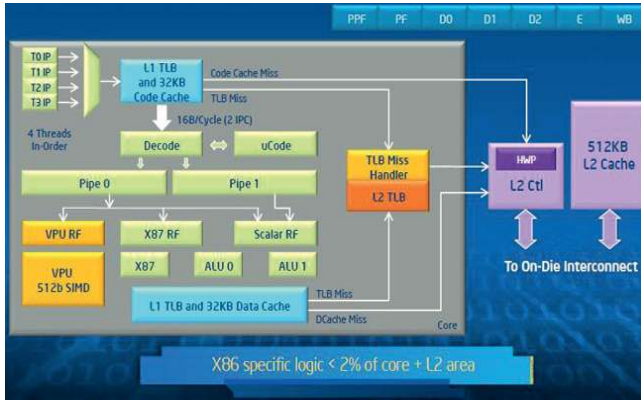 PPF PF D0 D1 D2 E WB
T0 IP
T1 IP
T2 IP
T3 IP
4 Threads
In-Order
L1 TLB
and 32KB
Code Cache
Code Cache Miss
TLB Miss
16B/Cycle (2 IPC)
Decode
uCode
Pipe 0
Pipe 1
TLB Miss
Handler
L2 TLB
HWP
L2 Ctl
512KB
L2 Cache
VPU RF
X87 RF
Scalar RF
VPU
512b SIMD
X87
ALU 0
ALU 1
To On-Die Interconnect
L1 TLB and 32KB Data Cache
TLB Miss
DCache Miss
Core
X86 specific logic < 2% of core + L2 area